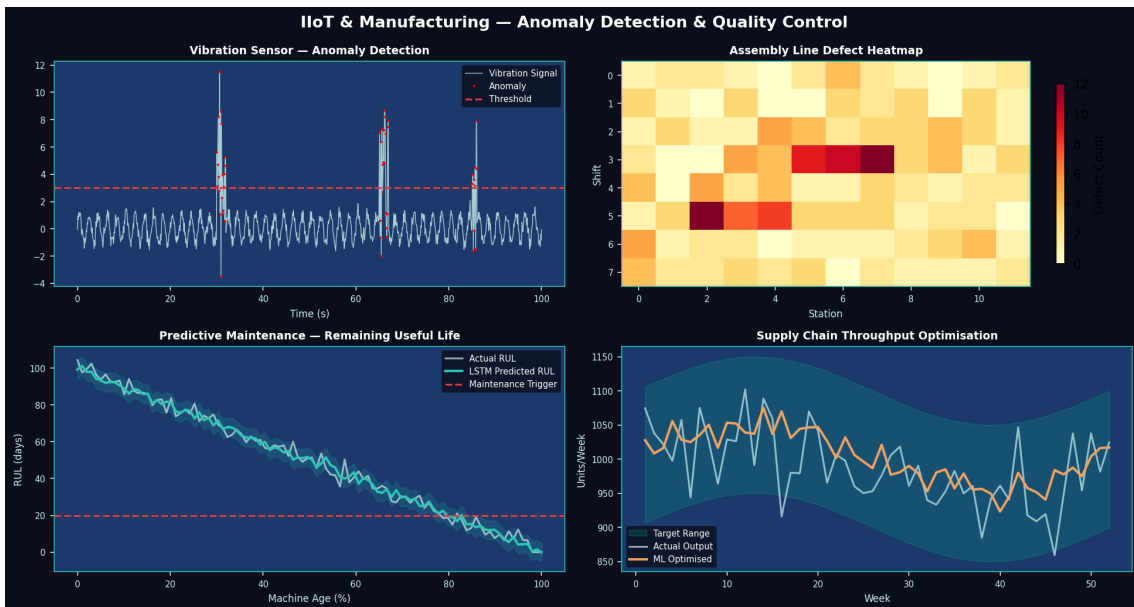 IIoT & Manufacturing — Anomaly Detection & Quality Control
Vibration Sensor — Anomaly Detection
12
10
8
6
4
2
0
−2
−4
0
20
40
60
80
100
Time (s)
Vibration Signal
Anomaly
Threshold
Assembly Line Defect Heatmap
Shift
0
1
2
3
4
5
6
7
0
2
4
6
8
10
Station
12
10
8
6
4
2
0
Defect Count
Predictive Maintenance — Remaining Useful Life
RUL (days)
100
80
60
40
20
0
0
20
40
60
80
100
Machine Age (%)
Actual RUL
LSTM Predicted RUL
Maintenance Trigger
Supply Chain Throughput Optimisation
Units/Week
1150
1100
1050
1000
950
900
850
0
10
20
30
40
50
Week
Target Range
Actual Output
ML Optimised